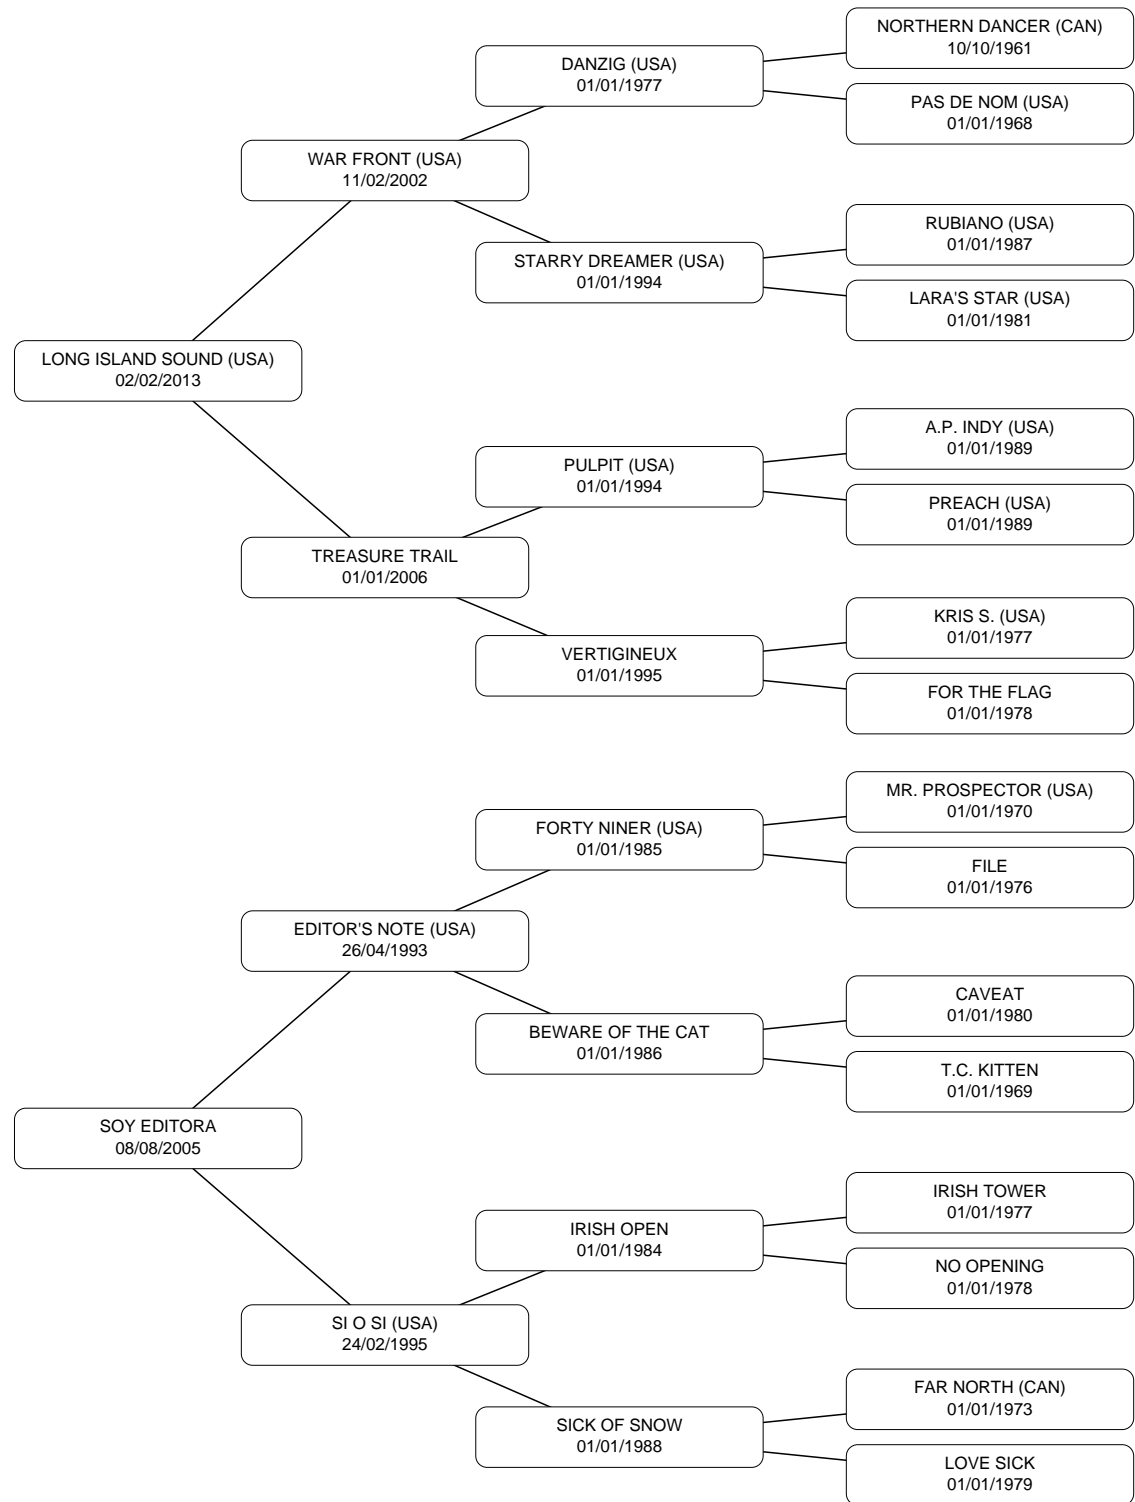 NORTHERN DANCER (CAN)
10/10/1961
DANZIG (USA)
01/01/1977
PAS DE NOM (USA)
01/01/1968
WAR FRONT (USA)
11/02/2002
RUBIANO (USA)
01/01/1987
STARRY DREAMER (USA)
01/01/1994
LARA'S STAR (USA)
01/01/1981
LONG ISLAND SOUND (USA)
02/02/2013
A.P. INDY (USA)
01/01/1989
PULPIT (USA)
01/01/1994
PREACH (USA)
01/01/1989
TREASURE TRAIL
01/01/2006
KRIS S. (USA)
01/01/1977
VERTIGINEUX
01/01/1995
FOR THE FLAG
01/01/1978
MR. PROSPECTOR (USA)
01/01/1970
FORTY NINER (USA)
01/01/1985
FILE
01/01/1976
EDITOR'S NOTE (USA)
26/04/1993
CAVEAT
01/01/1980
BEWARE OF THE CAT
01/01/1986
T.C. KITTEN
01/01/1969
SOY EDITORA
08/08/2005
IRISH TOWER
01/01/1977
IRISH OPEN
01/01/1984
NO OPENING
01/01/1978
SI O SI (USA)
24/02/1995
FAR NORTH (CAN)
01/01/1973
SICK OF SNOW
01/01/1988
LOVE SICK
01/01/1979